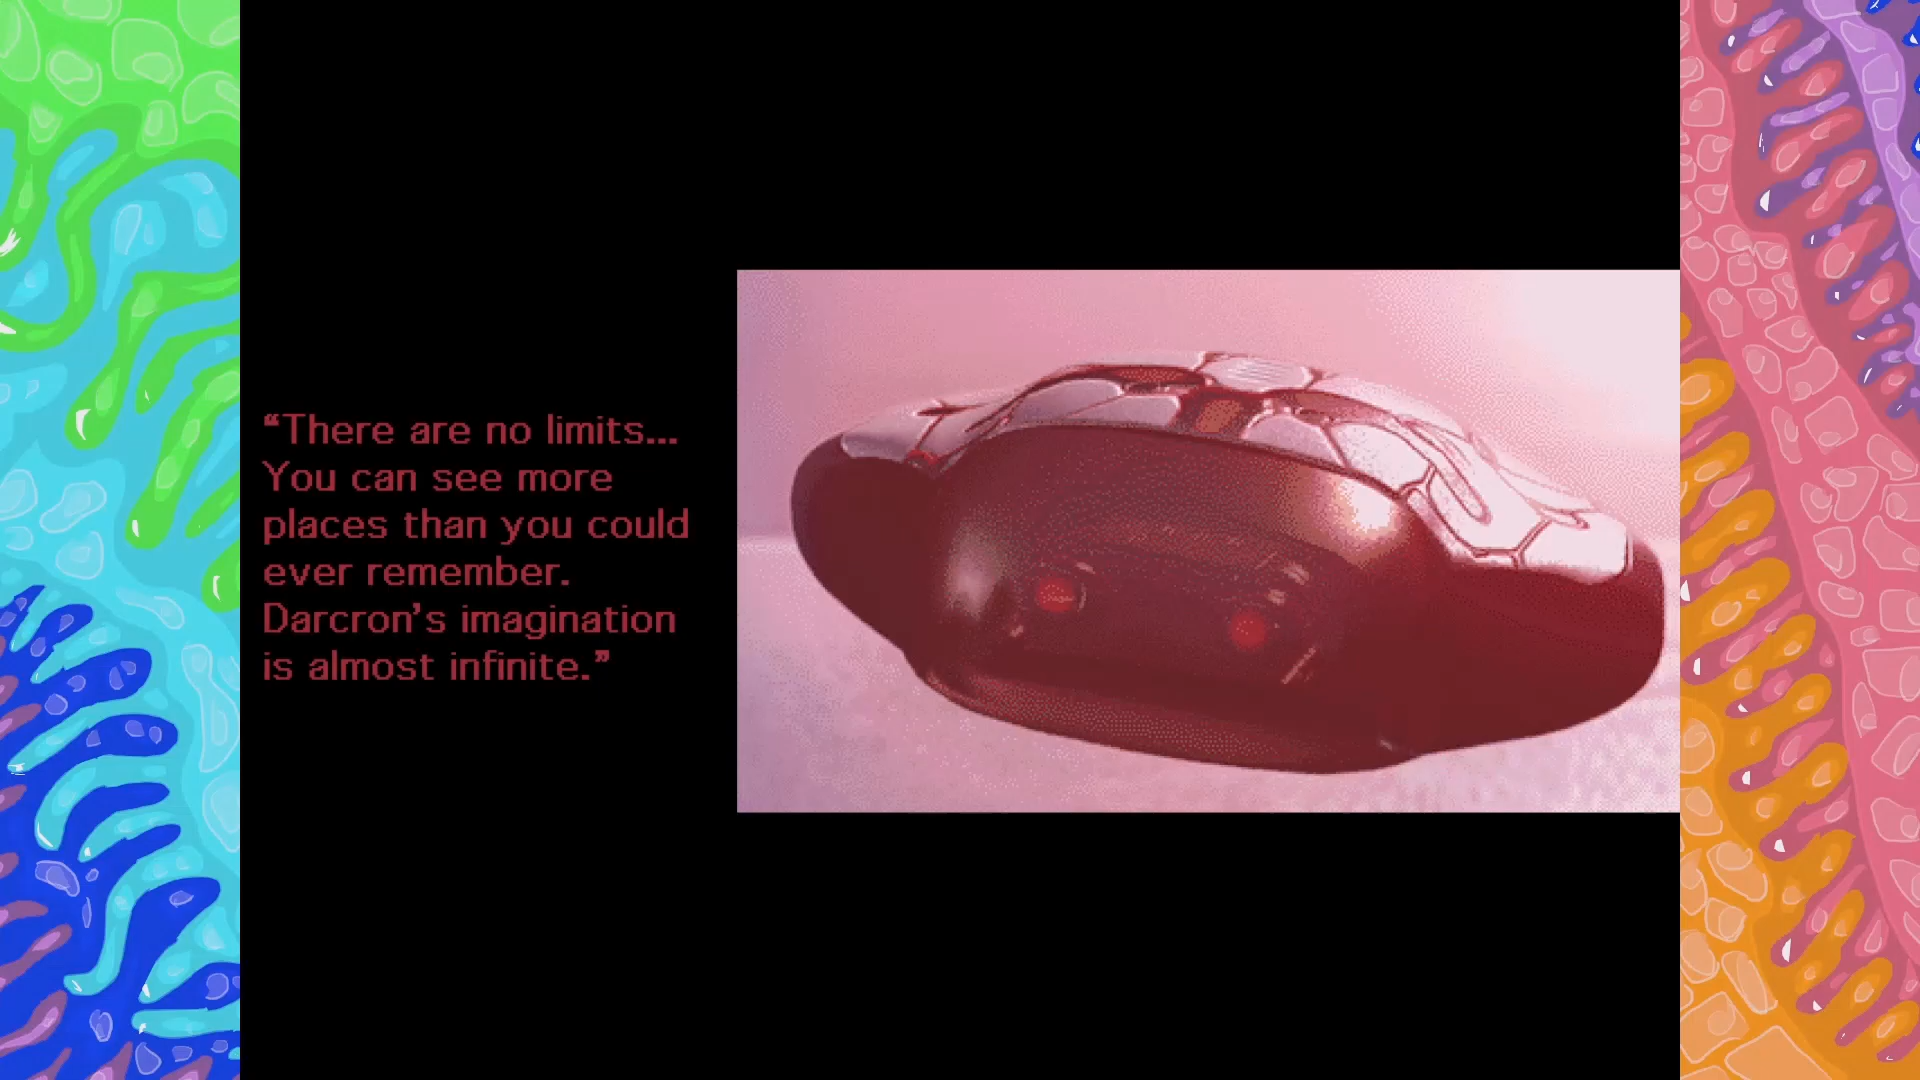 “There are no limits...
You can see more
places than you could
ever remember.
Darcron’s imagination
is almost infinite.”